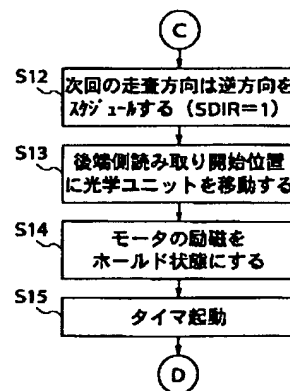 C
S12
次回の走査方向は逆方向を
スケジュールする (SDIR=1)
S13
後端側読み取り開始位置
に光学ユニットを移動する
S14
モータの励磁を
ホールド状態にする
S15
タイマ起動
D